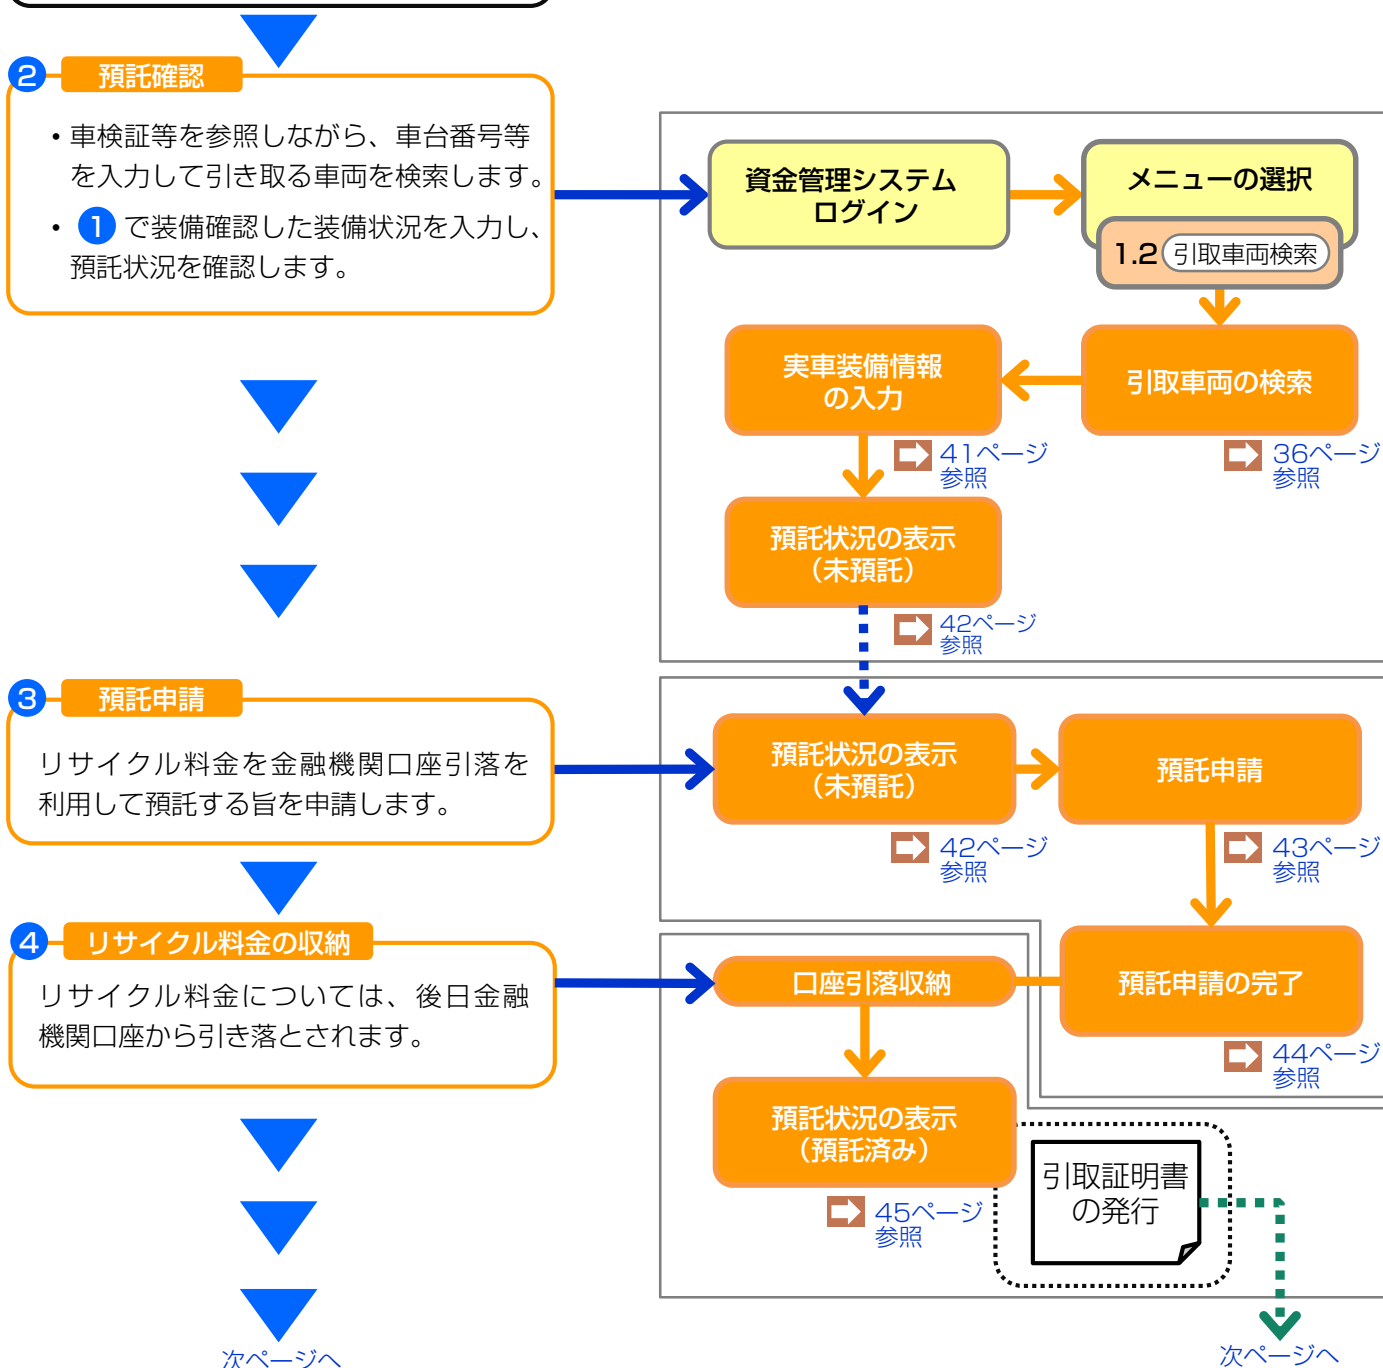 2 預託確認
・車検証等を参照しながら、車台番号等
を入力して引き取る車両を検索します。
・ 1 で装備確認した装備状況を入力し、
預託状況を確認します。
資金管理システム
ログイン
メニューの選択
1.2 引取車両検索
実車装備情報
の入力
引取車両の検索
41ページ
参照
36ページ
参照
預託状況の表示
（未預託）
42ページ
参照
3 預託申請
リサイクル料金を金融機関口座引落を
利用して預託する旨を申請します。
預託状況の表示
（未預託）
預託申請
42ページ
参照
43ページ
参照
4 リサイクル料金の収納
リサイクル料金については、後日金融
機関口座から引き落とされます。
口座引落収納
預託申請の完了
44ページ
参照
預託状況の表示
（預託済み）
45ページ
参照
引取証明書
の発行
次ページへ
次ページへ